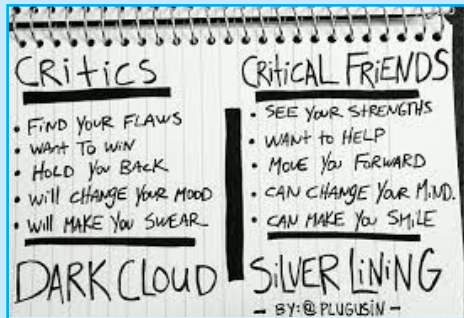 CRitiCS
• FIND YOUR FLAWS
• WANT TO WIN
• HOLD YOU BACK
• Will CHANGE YOUR MOOD
• Will MAKE YOU SWEAR
DARK CLOUD
CRitiCAL FRiENDS
• SEE YOUR STRENGTHS
• WANT to HELP
• MOVE YOU FORWARD
• CAN CHANGE YOUR MiND.
• CAN MAKE YOU SMiLE
SiLVER LiNiNG
– BY: @PLUGUSiN –